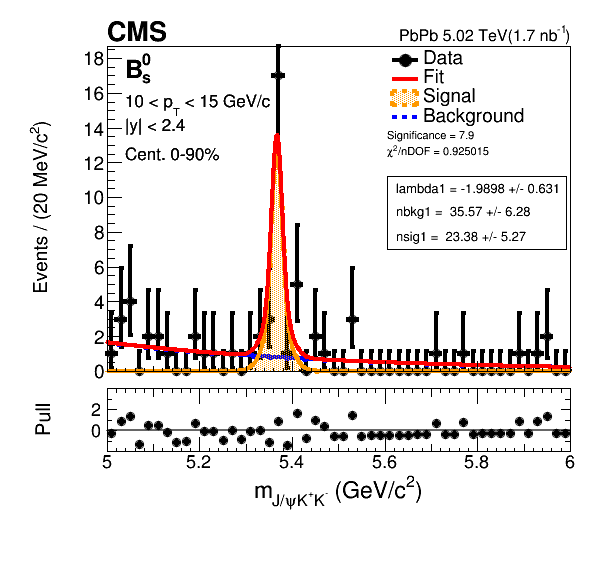 CMS
PbPb 5.02 TeV(1.7 nb⁻¹)
B⁰ₛ
10 < p_T < 15 GeV/c
|y| < 2.4
Cent. 0-90%
Data
Fit
Signal
Background
Significance = 7.9
χ²/nDOF = 0.925015
lambda1 = -1.9898 +/- 0.631
nbkg1 = 35.57 +/- 6.28
nsig1 = 23.38 +/- 5.27
Events / (20 MeV/c²)
18
16
14
12
10
8
6
4
2
0
Pull
2
0
5 5.2 5.4 5.6 5.8 6
m_{J/ψK⁺K⁻} (GeV/c²)